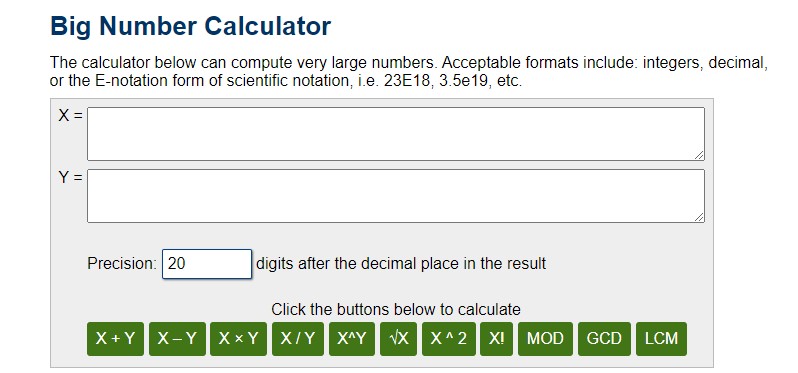 Big Number Calculator
The calculator below can compute very large numbers. Acceptable formats include: integers, decimal,
or the E-notation form of scientific notation, i.e. 23E18, 3.5e19, etc.
X =
Y =
Precision: 20 digits after the decimal place in the result
Click the buttons below to calculate
X + Y X – Y X × Y X / Y X^Y √X X ^ 2 X! MOD GCD LCM